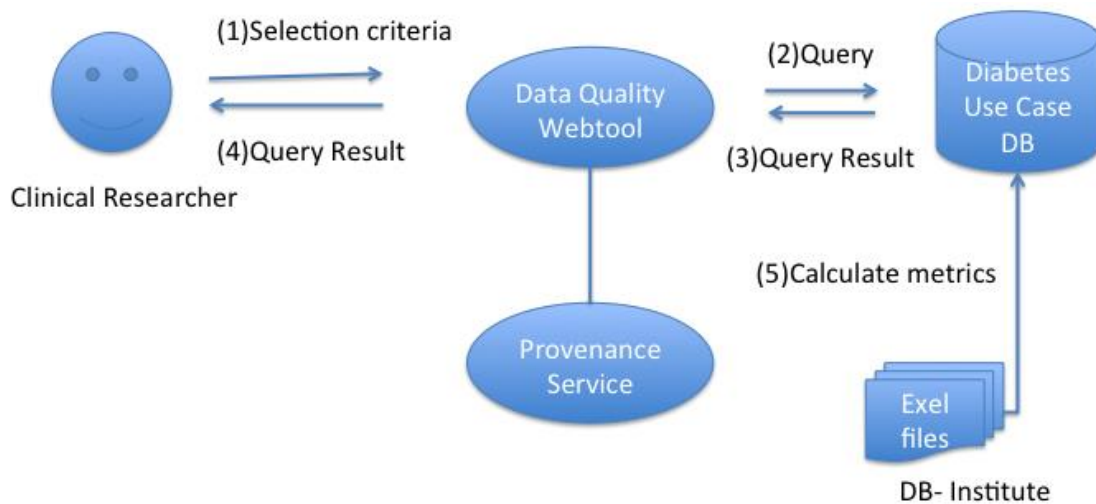 (1)Selection criteria
(4)Query Result
Clinical Researcher
Data Quality
Webtool
(2)Query
(3)Query Result
Diabetes
Use Case
DB
(5)Calculate metrics
Provenance
Service
Exel
files
DB- Institute